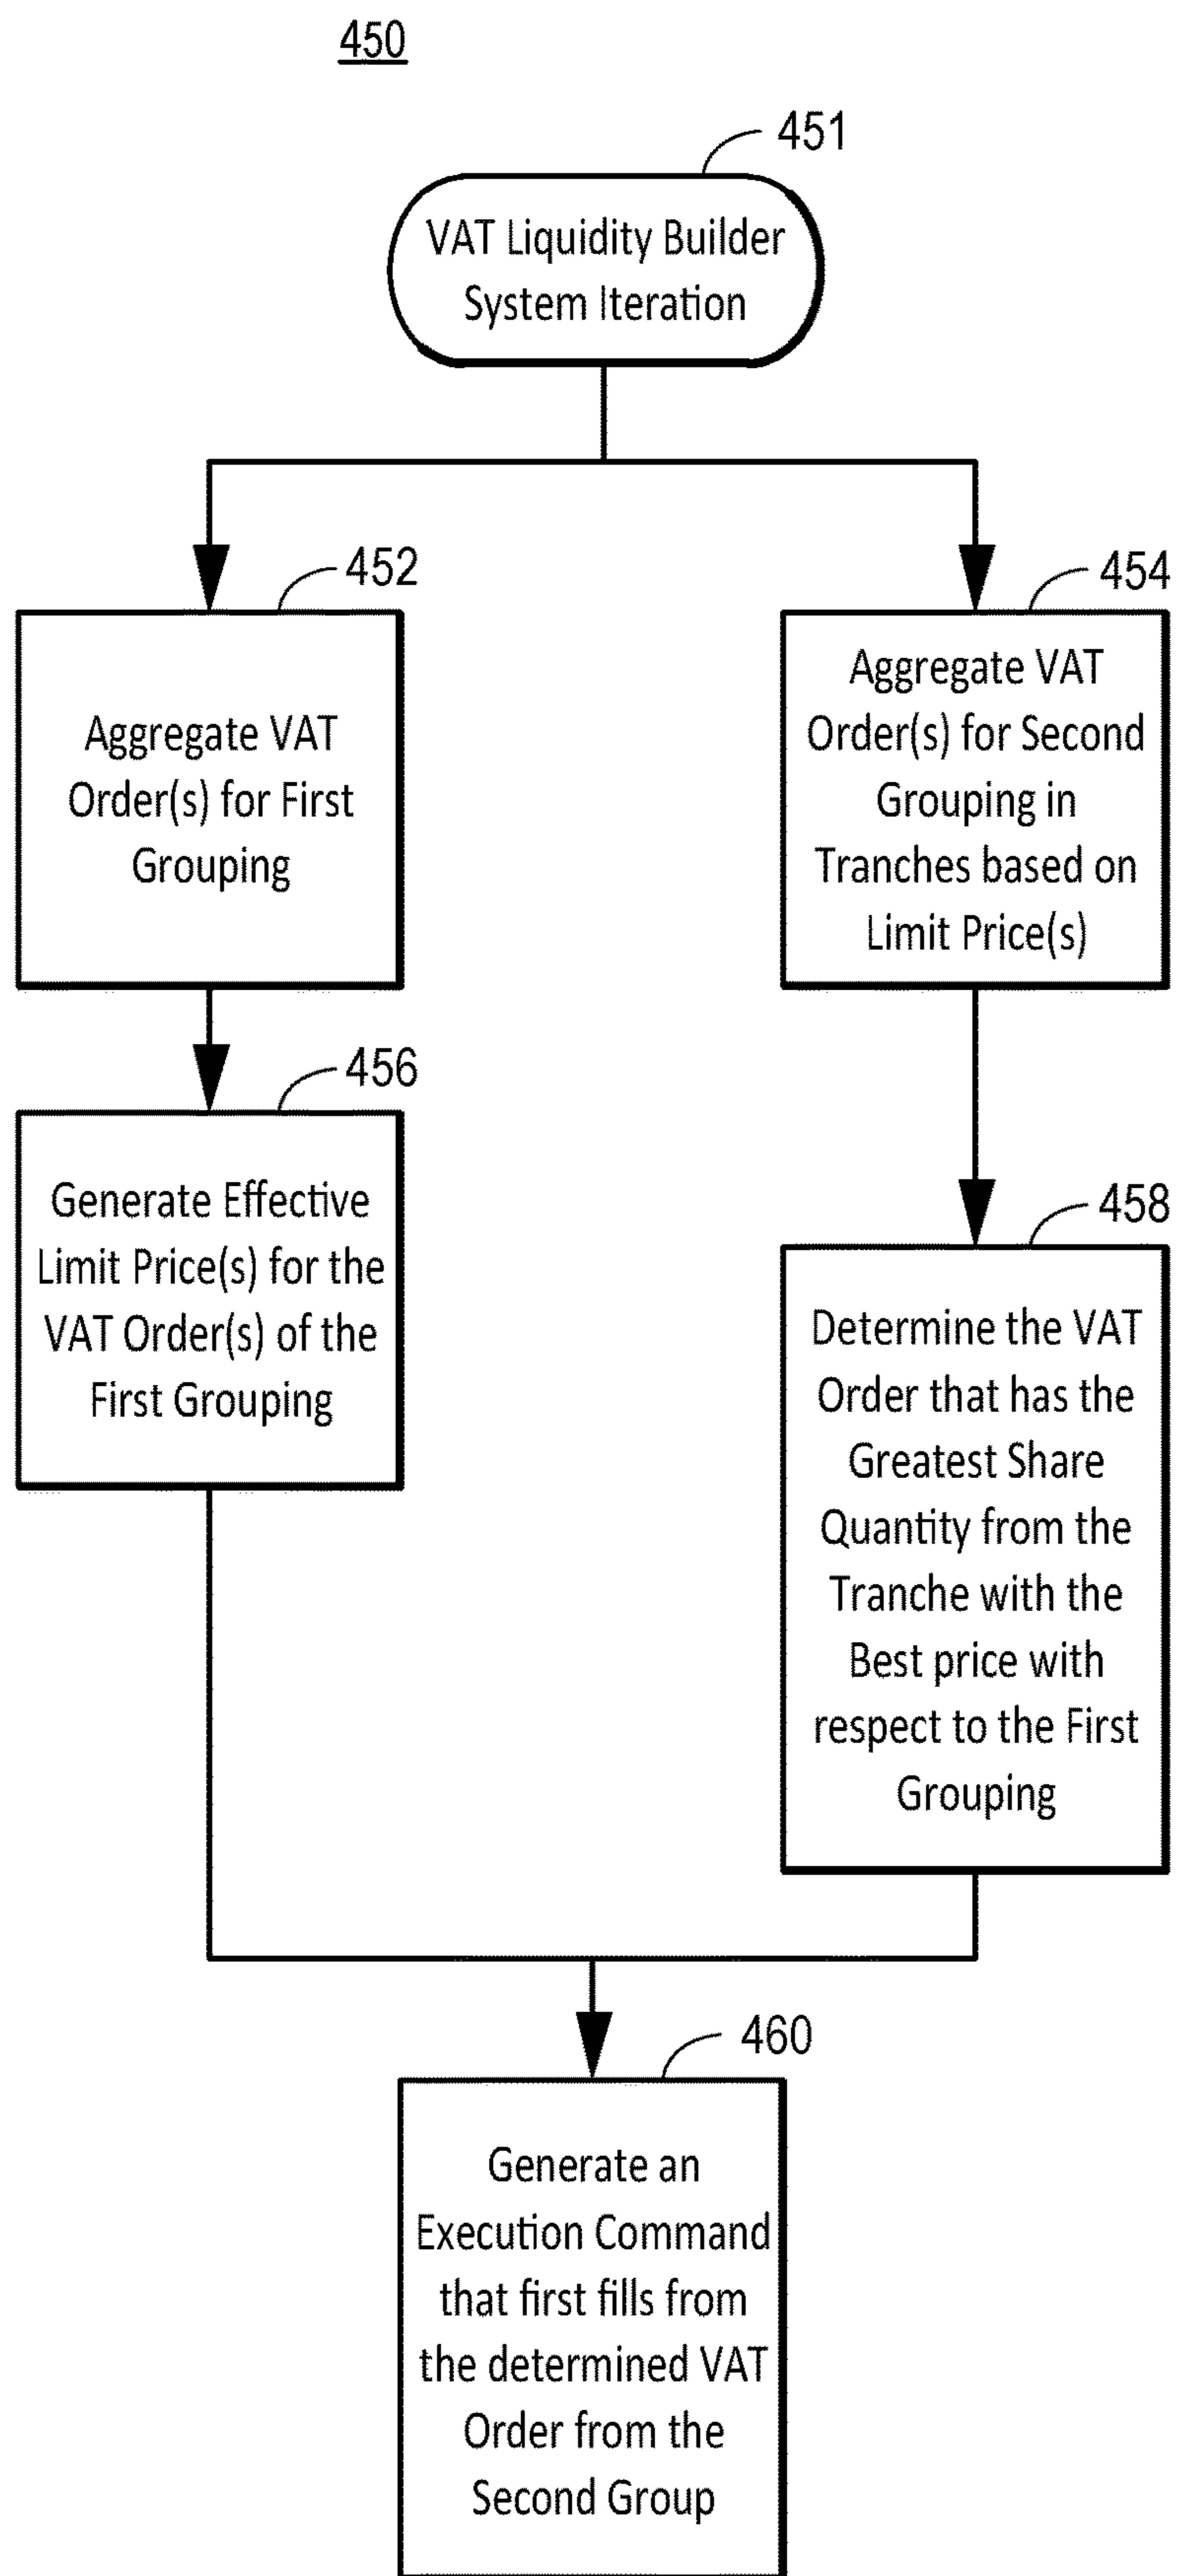 450
451
VAT Liquidity Builder
System Iteration
452
Aggregate VAT
Order(s) for First
Grouping
454
Aggregate VAT
Order(s) for Second
Grouping in
Tranches based on
Limit Price(s)
456
Generate Effective
Limit Price(s) for the
VAT Order(s) of the
First Grouping
458
Determine the VAT
Order that has the
Greatest Share
Quantity from the
Tranche with the
Best price with
respect to the First
Grouping
460
Generate an
Execution Command
that first fills from
the determined VAT
Order from the
Second Group